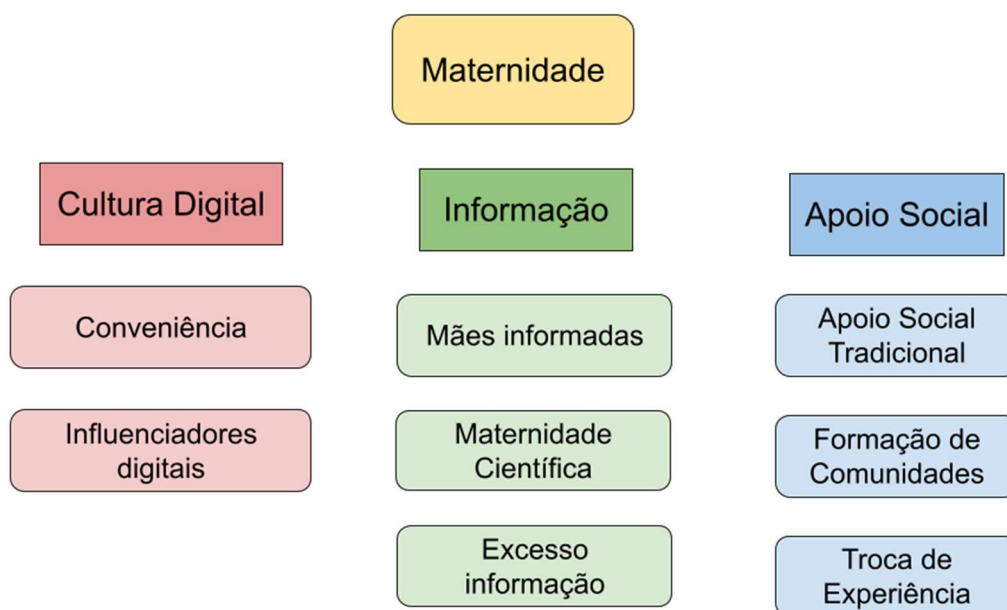 Maternidade
Cultura Digital
Informação
Apoio Social
Conveniência
Influenciadores
digitais
Mães informadas
Maternidade
Científica
Excesso
informação
Apoio Social
Tradicional
Formação de
Comunidades
Troca de
Experiência